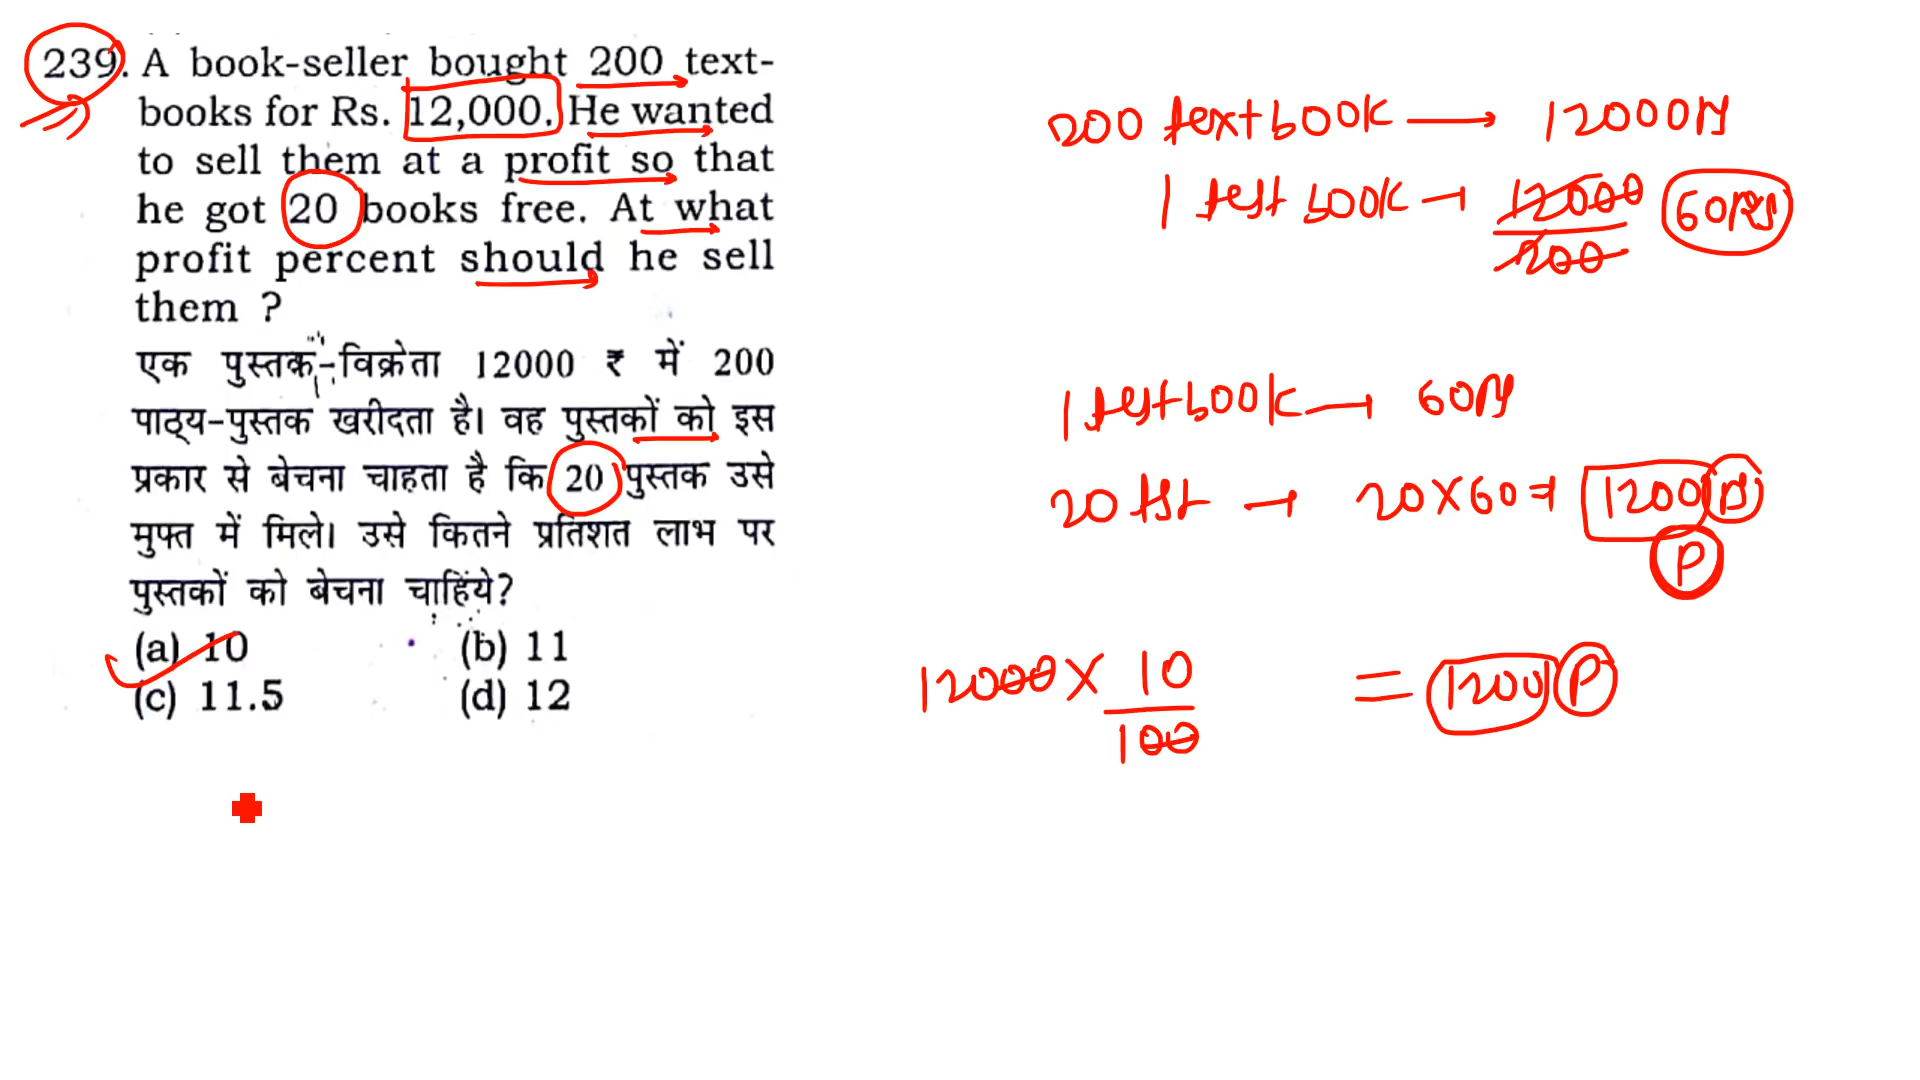 239. A book-seller bought 200 text-
books for Rs. 12,000. He wanted
to sell them at a profit so that
he got 20 books free. At what
profit percent should he sell
them ?
एक पुस्तक-विक्रेता 12000 ₹ में 200
पाठ्य-पुस्तक खरीदता है। वह पुस्तकों को इस
प्रकार से बेचना चाहता है कि 20 पुस्तक उसे
मुफ्त में मिले। उसे कितने प्रतिशत लाभ पर
पुस्तकों को बेचना चाहिंये?
(a) 10 (b) 11
(c) 11.5 (d) 12
200 textbook → 12000
1 text book → 12000/200 60
1 textbook → 60
20 → 20×60= 1200
P
12000 × 10/100 = 1200 P